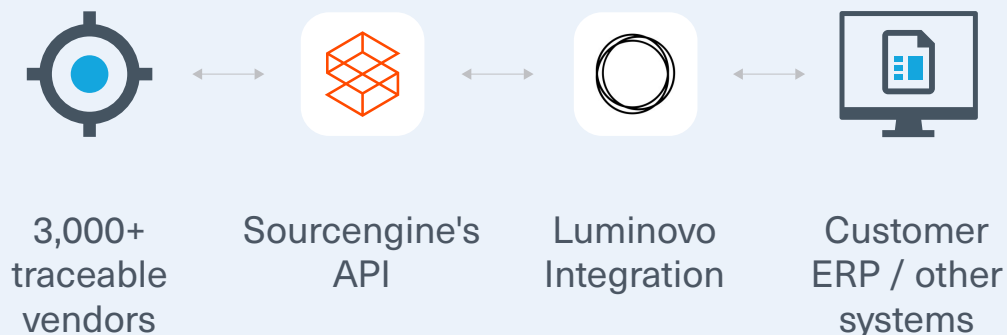 3,000+
traceable
vendors
Sourcengine's
API
Luminovo
Integration
Customer
ERP / other
systems